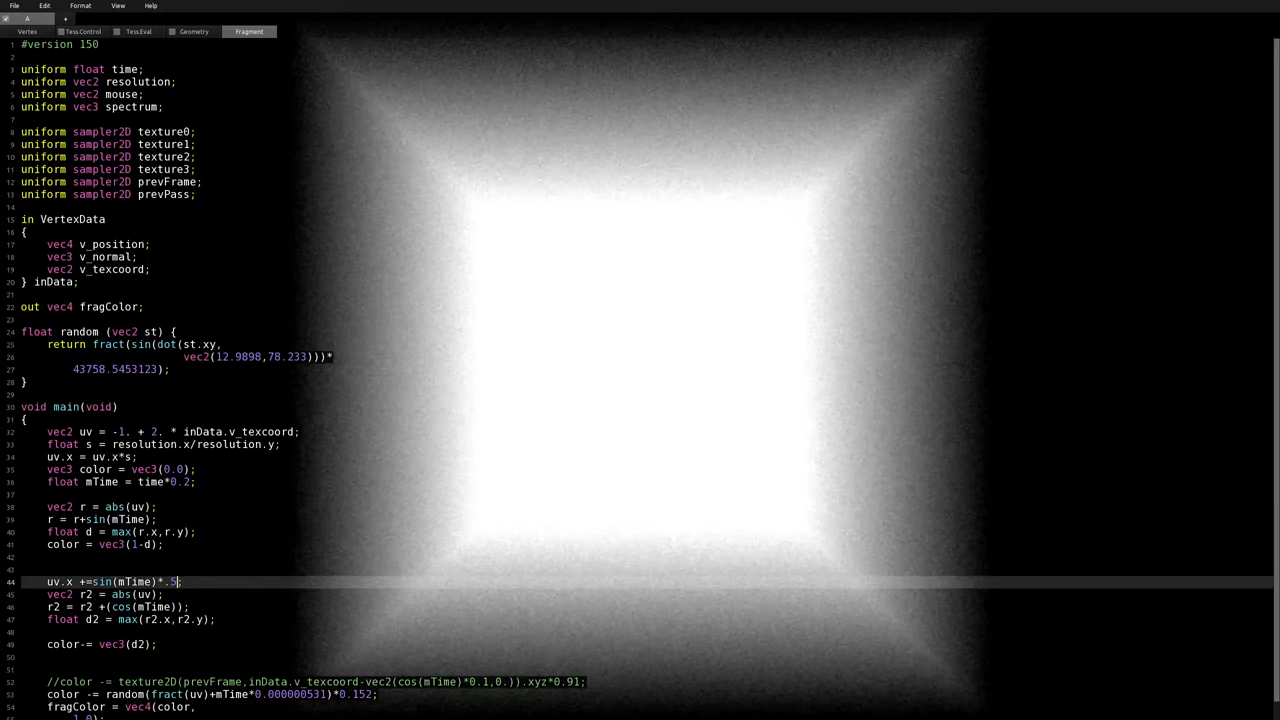 File Edit Format View Help
A +
Vertex Tess.Control Tess.Eval Geometry Fragment
1 #version 150
2
3 uniform float time;
4 uniform vec2 resolution;
5 uniform vec2 mouse;
6 uniform vec3 spectrum;
7
8 uniform sampler2D texture0;
9 uniform sampler2D texture1;
10 uniform sampler2D texture2;
11 uniform sampler2D texture3;
12 uniform sampler2D prevFrame;
13 uniform sampler2D prevPass;
14
15 in VertexData
16 {
17 vec4 v_position;
18 vec3 v_normal;
19 vec2 v_texcoord;
20 } inData;
21
22 out vec4 fragColor;
23
24 float random (vec2 st) {
25 return fract(sin(dot(st.xy,
26 vec2(12.9898,78.233)))*
27 43758.5453123);
28 }
29
30 void main(void)
31 {
32 vec2 uv = -1. + 2. * inData.v_texcoord;
33 float s = resolution.x/resolution.y;
34 uv.x = uv.x*s;
35 vec3 color = vec3(0.0);
36 float mTime = time*0.2;
37
38 vec2 r = abs(uv);
39 r = r+sin(mTime);
40 float d = max(r.x,r.y);
41 color = vec3(1-d);
42
43
44 uv.x +=sin(mTime)*.5;
45 vec2 r2 = abs(uv);
46 r2 = r2 +(cos(mTime));
47 float d2 = max(r2.x,r2.y);
48
49 color-= vec3(d2);
50
51
52 //color -= texture2D(prevFrame,inData.v_texcoord-vec2(cos(mTime)*0.1,0.)).xyz*0.91;
53 color -= random(fract(uv)+mTime*0.000000531)*0.152;
54 fragColor = vec4(color,
55 1.0);